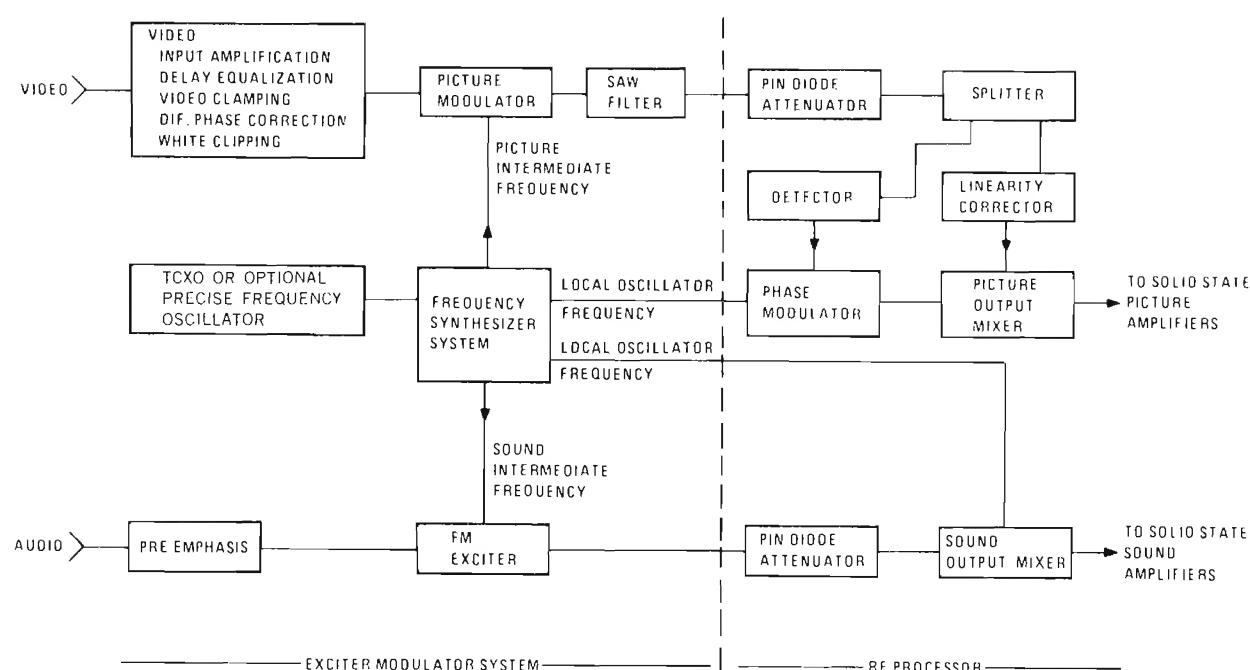 VIDEO
VIDEO
INPUT AMPLIFICATION
DELAY EQUALIZATION
VIDEO CLAMPING
DIF. PHASE CORRECTION
WHITE CLIPPING
PICTURE
MODULATOR
SAW
FILTER
PIN DIODE
ATTENUATOR
SPLITTER
PICTURE
INTERMEDIATE
FREQUENCY
DETECTOR
LINEARITY
CORRECTOR
TCXO OR OPTIONAL
PRECISE FREQUENCY
OSCILLATOR
FREQUENCY
SYNTHESIZER
SYSTEM
LOCAL OSCILLATOR
FREQUENCY
PHASE
MODULATOR
PICTURE
OUTPUT
MIXER
TO SOLID STATE
PICTURE
AMPLIFIERS
LOCAL OSCILLATOR
FREQUENCY
SOUND
INTERMEDIATE
FREQUENCY
AUDIO
PRE EMPHASIS
FM
EXCITER
PIN DIODE
ATTENUATOR
SOUND
OUTPUT MIXER
TO SOLID STATE
SOUND
AMPLIFIERS
EXCITER MODULATOR SYSTEM
RF PROCESSOR